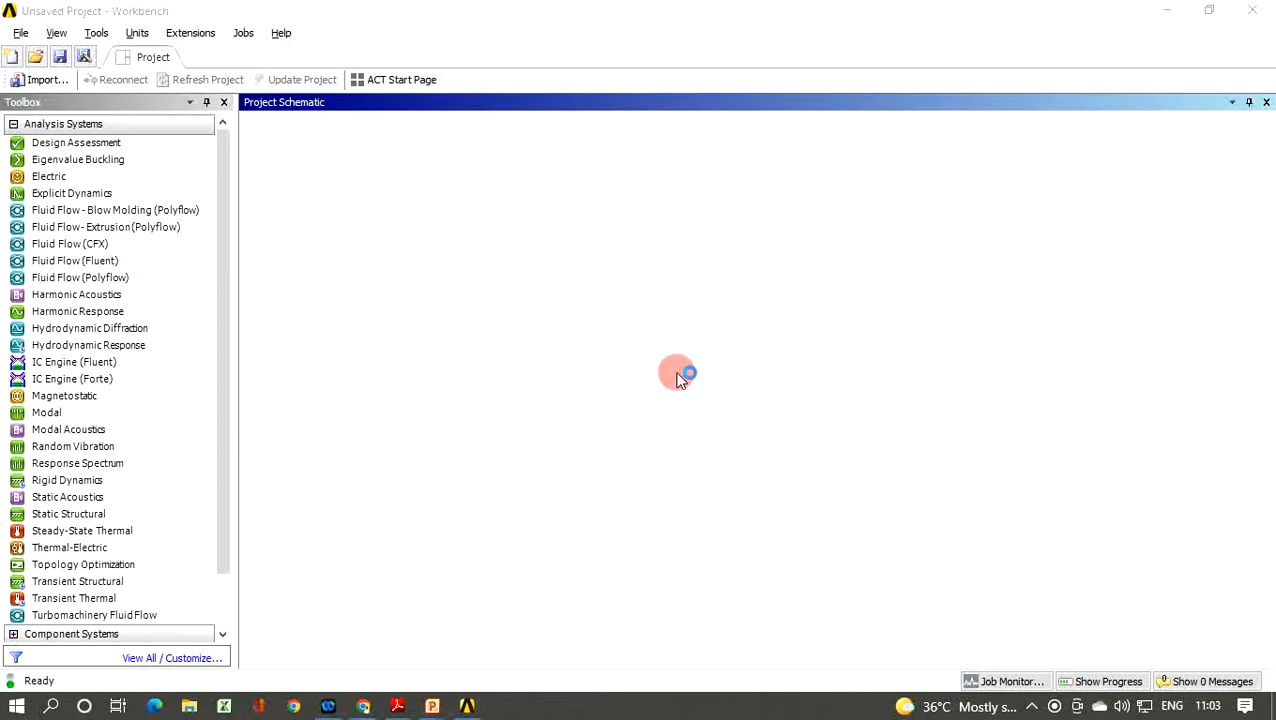 Unsaved Project - Workbench
File View Tools Units Extensions Jobs Help
Project
Import... Reconnect Refresh Project Update Project ACT Start Page
Toolbox
Project Schematic
Analysis Systems
Design Assessment
Eigenvalue Buckling
Electric
Explicit Dynamics
Fluid Flow - Blow Molding (Polyflow)
Fluid Flow- Extrusion (Polyflow)
Fluid Flow (CFX)
Fluid Flow (Fluent)
Fluid Flow (Polyflow)
Harmonic Acoustics
Harmonic Response
Hydrodynamic Diffraction
Hydrodynamic Response
IC Engine (Fluent)
IC Engine (Forte)
Magnetostatic
Modal
Modal Acoustics
Random Vibration
Response Spectrum
Rigid Dynamics
Static Acoustics
Static Structural
Steady-State Thermal
Thermal-Electric
Topology Optimization
Transient Structural
Transient Thermal
Turbomachinery Fluid Flow
Component Systems
View All / Customize...
Ready
Job Monitor... Show Progress Show 0 Messages
36°C Mostly s... ENG 11:03